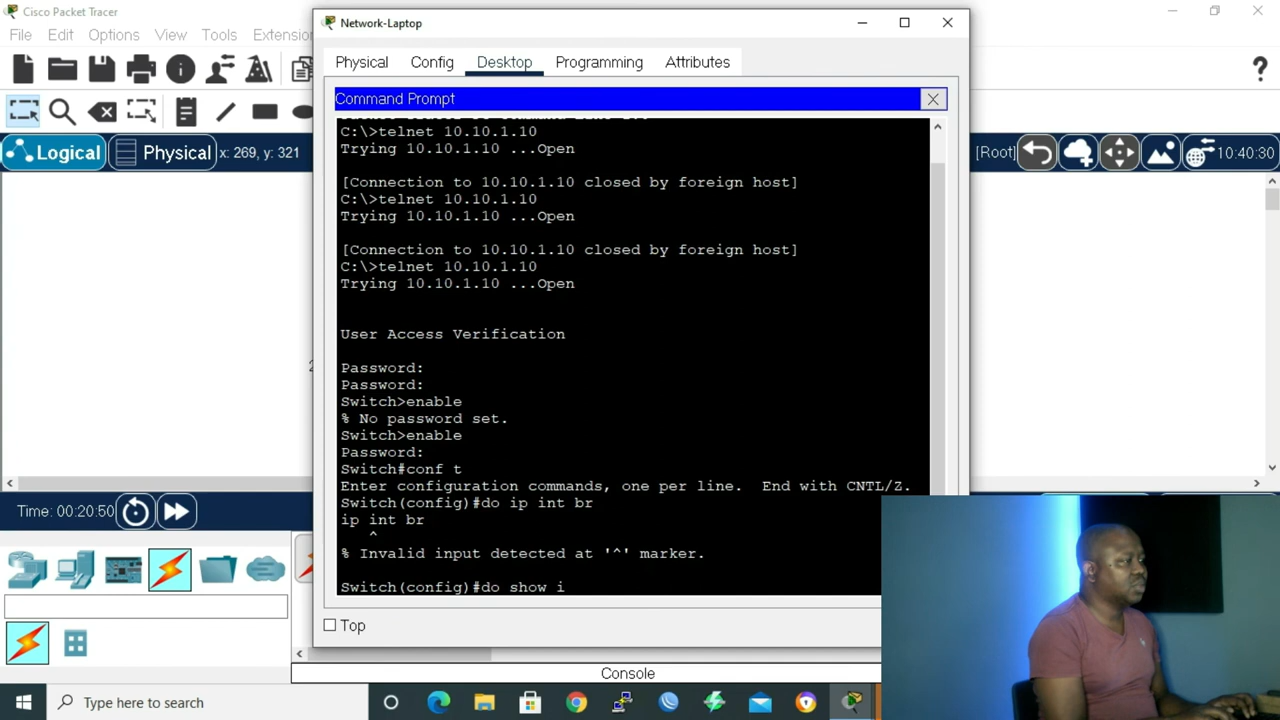 Cisco Packet Tracer
File Edit Options View Tools Extension
Network-Laptop
Physical Config Desktop Programming Attributes
Command Prompt
C:\>telnet 10.10.1.10
Trying 10.10.1.10 ...Open
[Connection to 10.10.1.10 closed by foreign host]
C:\>telnet 10.10.1.10
Trying 10.10.1.10 ...Open
[Connection to 10.10.1.10 closed by foreign host]
C:\>telnet 10.10.1.10
Trying 10.10.1.10 ...Open
User Access Verification
Password:
Password:
Switch>enable
% No password set.
Switch>enable
Password:
Switch#conf t
Enter configuration commands, one per line. End with CNTL/Z.
Switch(config)#do ip int br
ip int br
^
% Invalid input detected at '^' marker.
Switch(config)#do show i
Top
Logical Physical x: 269, y: 321
[Root] 10:40:30
Time: 00:20:50
Console
Type here to search